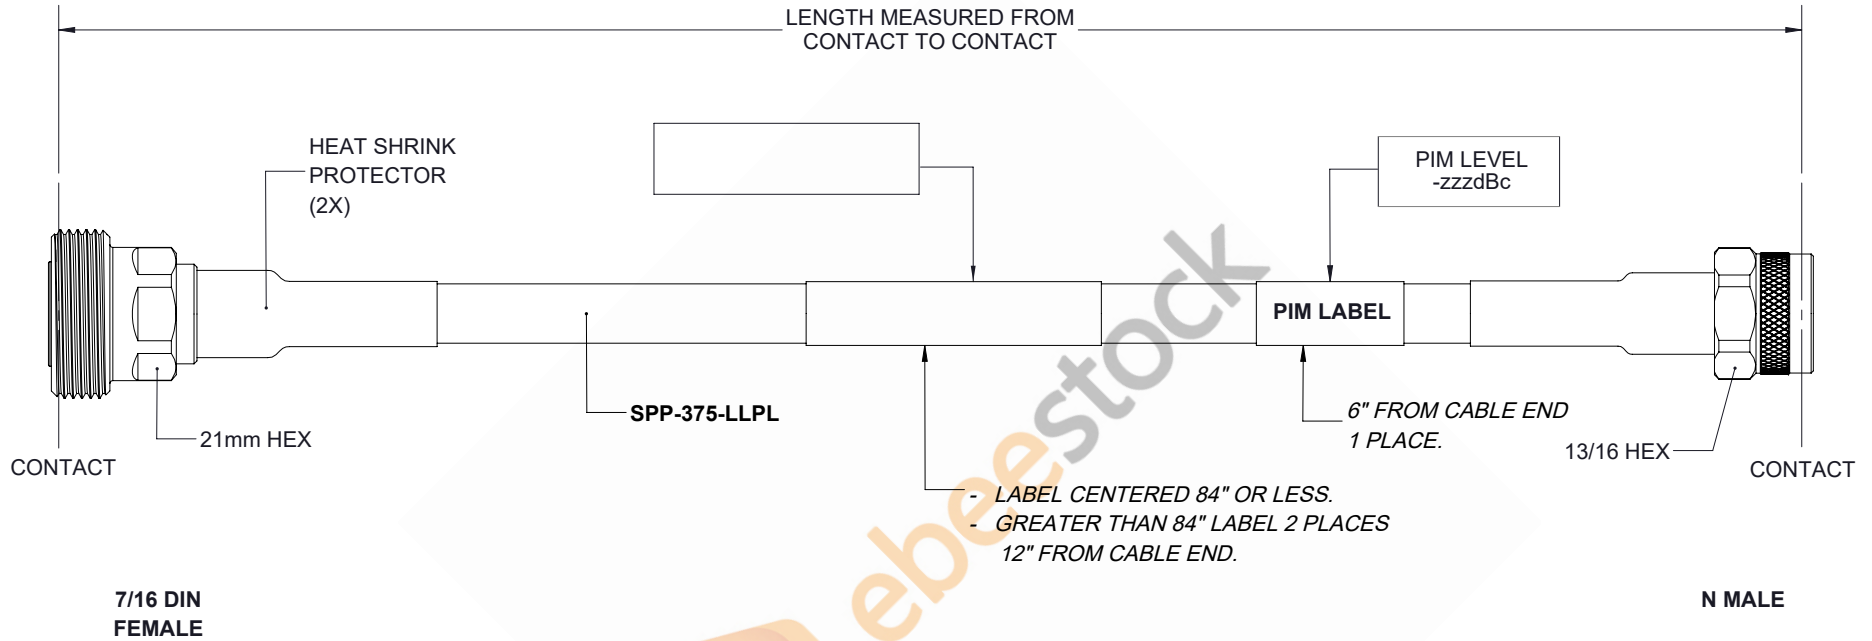 LENGTH MEASURED FROM
CONTACT TO CONTACT
HEAT SHRINK
PROTECTOR
(2X)
PIM LEVEL
-zzzdBc
PIM LABEL
SPP-375-LLPL
21mm HEX
CONTACT
6" FROM CABLE END
1 PLACE.
13/16 HEX
CONTACT
- LABEL CENTERED 84" OR LESS.
- GREATER THAN 84" LABEL 2 PLACES
12" FROM CABLE END.
7/16 DIN
FEMALE
N MALE
ebeestock